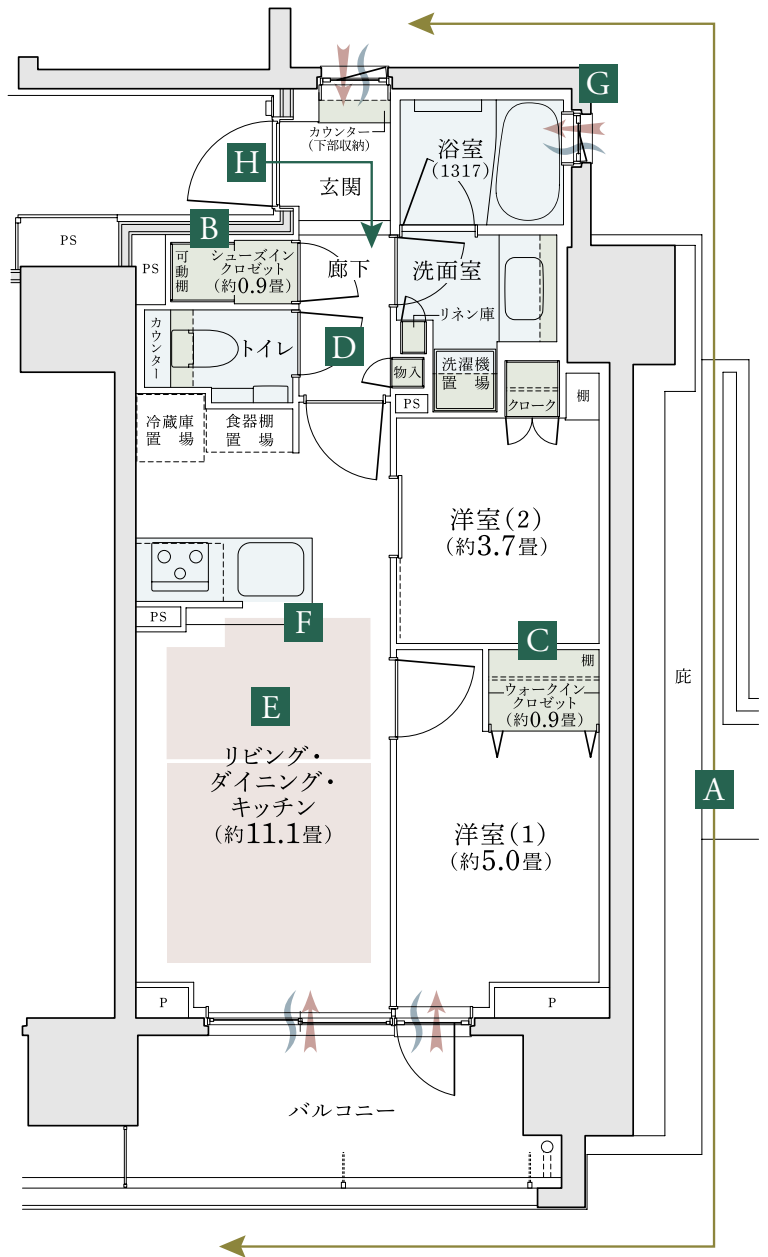 G
カウンター
(下部収納)
浴室
(1317)
H
玄関
B
PS
PS
可動棚
シューズイン
クロゼット
(約0.9畳)
廊下
洗面室
リネン庫
カウンター
トイレ
D
物入
洗濯機
置場
クローク
棚
PS
冷蔵庫
置場
食器棚
置場
洋室(2)
(約3.7畳)
PS
F
C
棚
ウォークイン
クロゼット
(約0.9畳)
庇
E
リビング・
ダイニング・
キッチン
(約11.1畳)
A
洋室(1)
(約5.0畳)
P
P
バルコニー